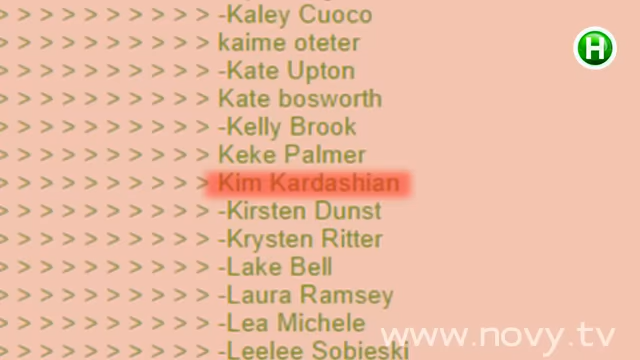 > > > > > > > > > > -Kaley Cuoco
> > > > > > > > > > kaime oteter
> > > > > > > > > > -Kate Upton
> > > > > > > > > > Kate bosworth
> > > > > > > > > > -Kelly Brook
> > > > > > > > > > Keke Palmer
> > > > > > > > > > Kim Kardashian
> > > > > > > > > > -Kirsten Dunst
> > > > > > > > > > -Krysten Ritter
> > > > > > > > > > -Lake Bell
> > > > > > > > > > -Laura Ramsey
> > > > > > > > > > -Lea Michele
> > > > > > > > > > -Leelee Sobieski
H
www.novy.tv